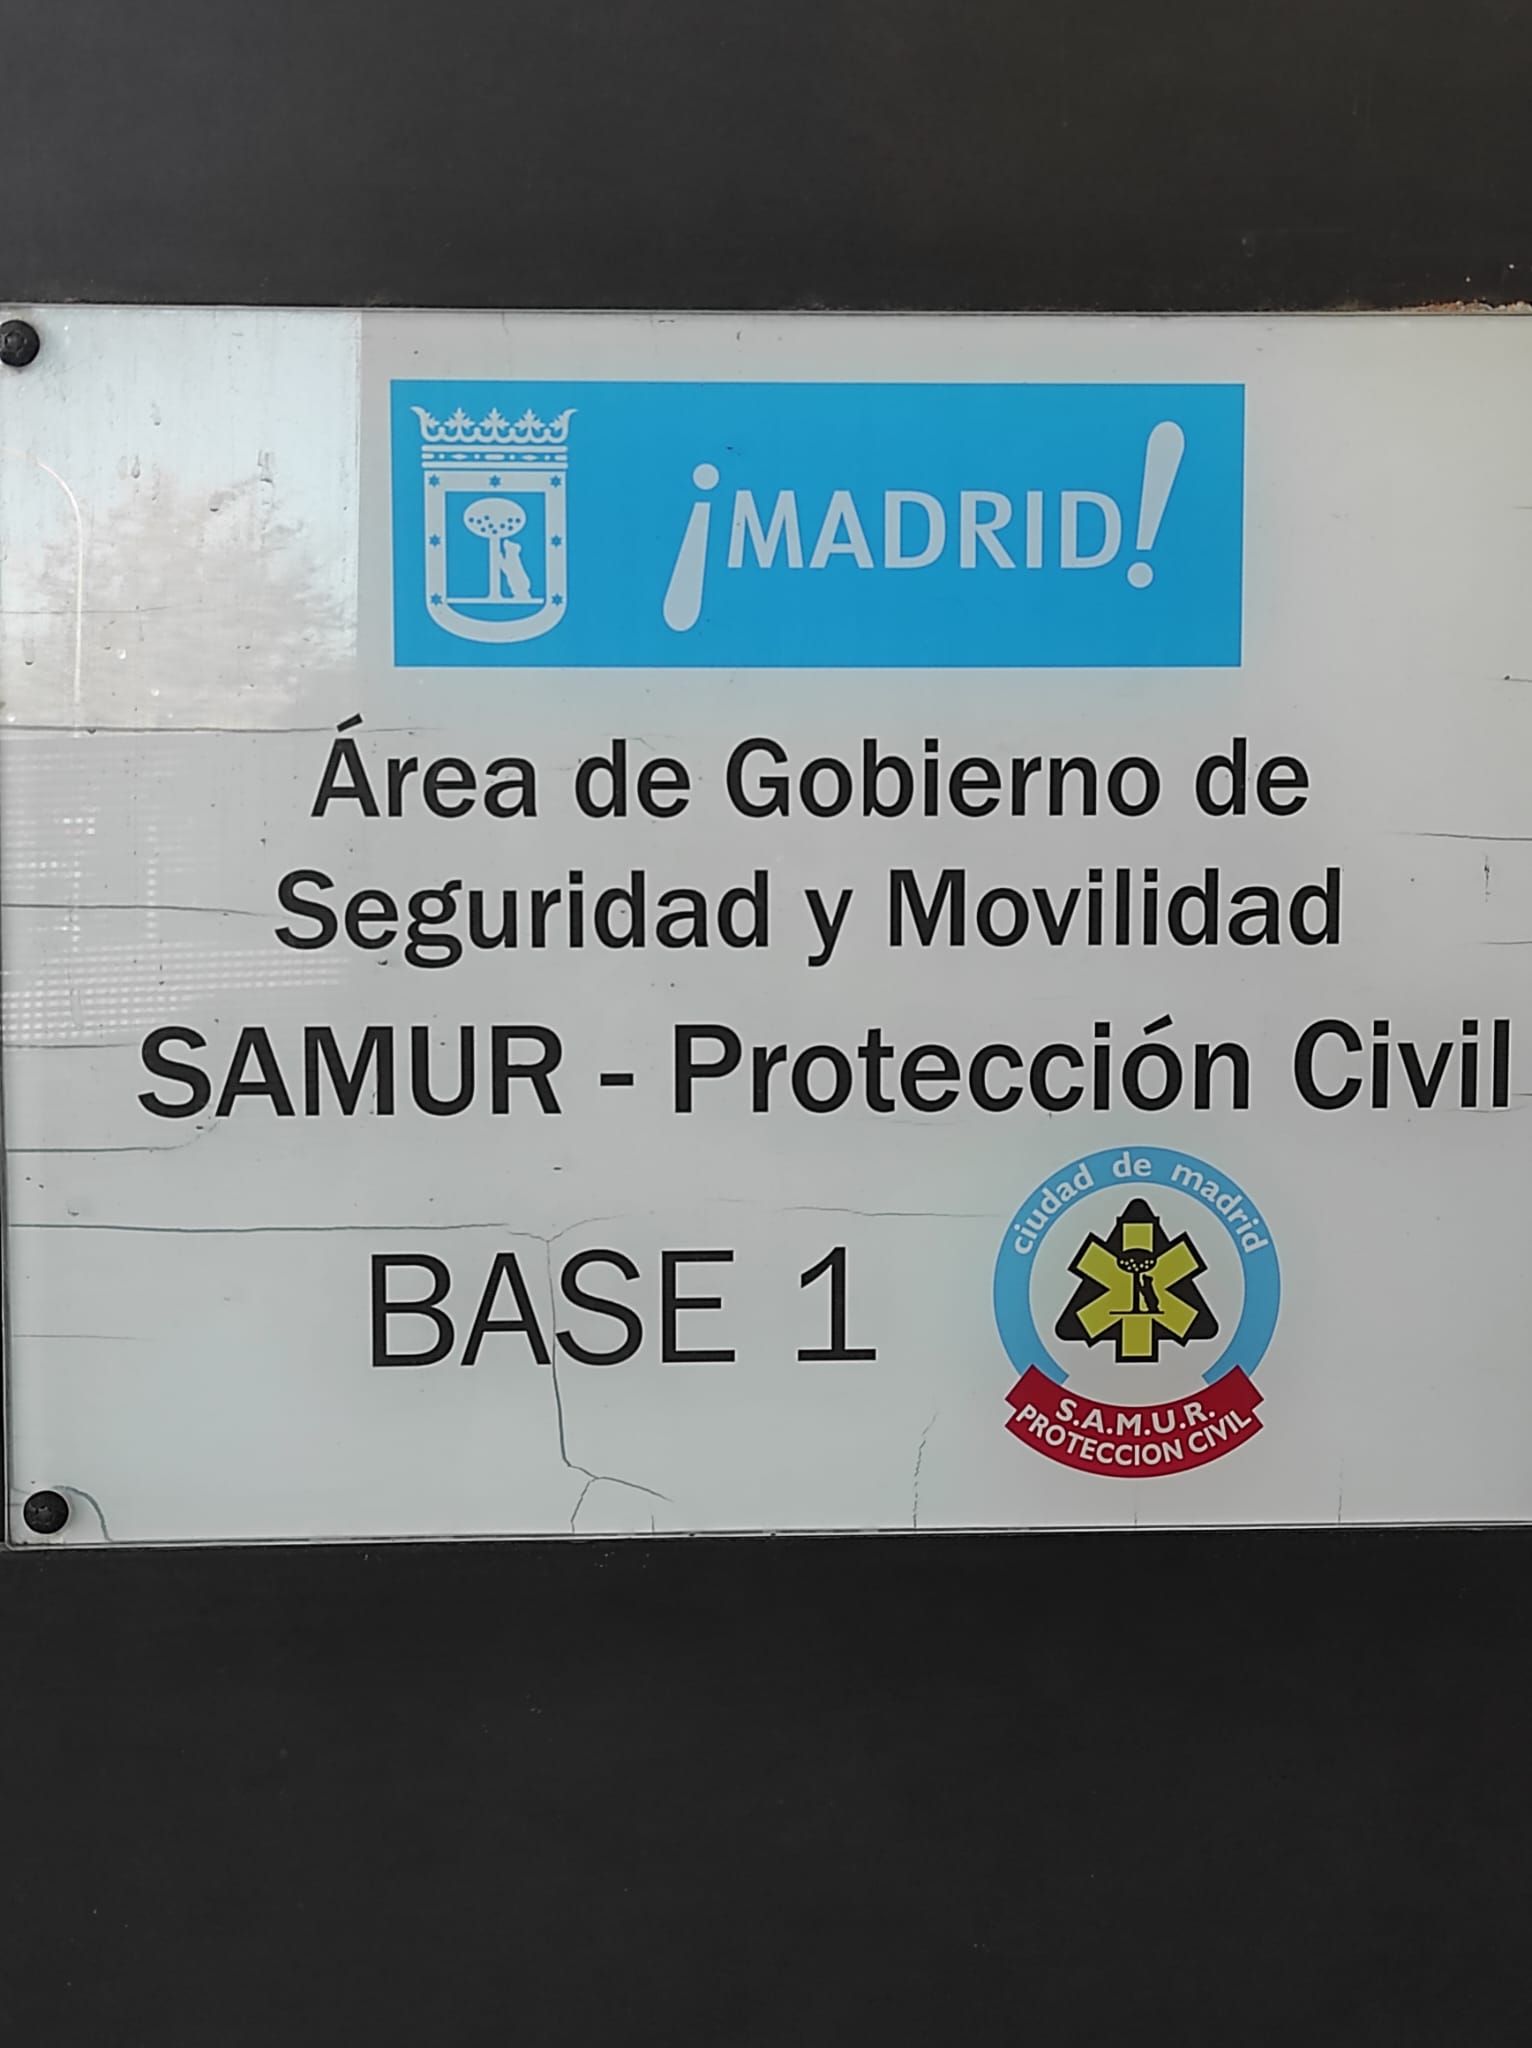 ¡MADRID!
Área de Gobierno de
Seguridad y Movilidad
SAMUR - Protección Civil
BASE 1
ciudad de madrid
S.A.M.U.R.
PROTECCION CIVIL